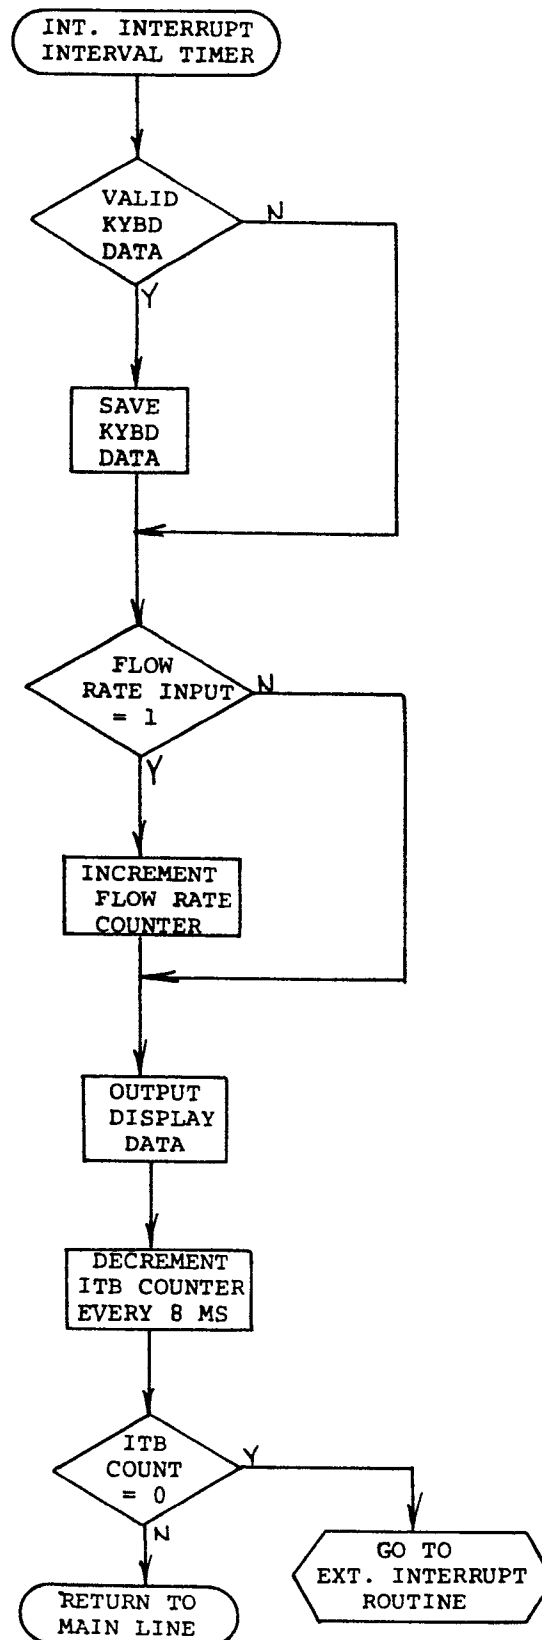 INT. INTERRUPT
INTERVAL TIMER
VALID
KYBD
DATA
N
Y
SAVE
KYBD
DATA
FLOW
RATE INPUT
= 1
N
Y
INCREMENT
FLOW RATE
COUNTER
OUTPUT
DISPLAY
DATA
DECREMENT
ITB COUNTER
EVERY 8 MS
ITB
COUNT
= 0
Y
N
GO TO
EXT. INTERRUPT
ROUTINE
RETURN TO
MAIN LINE